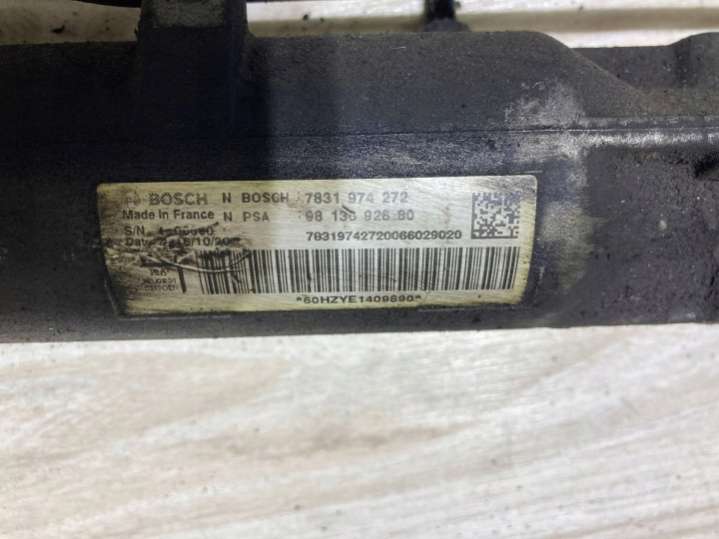 BOSCH N BOSCH 7831 974 272
Made In France N PSA 98 136 926 80
S/N
78319742720066029020
*60HZYE1409890*